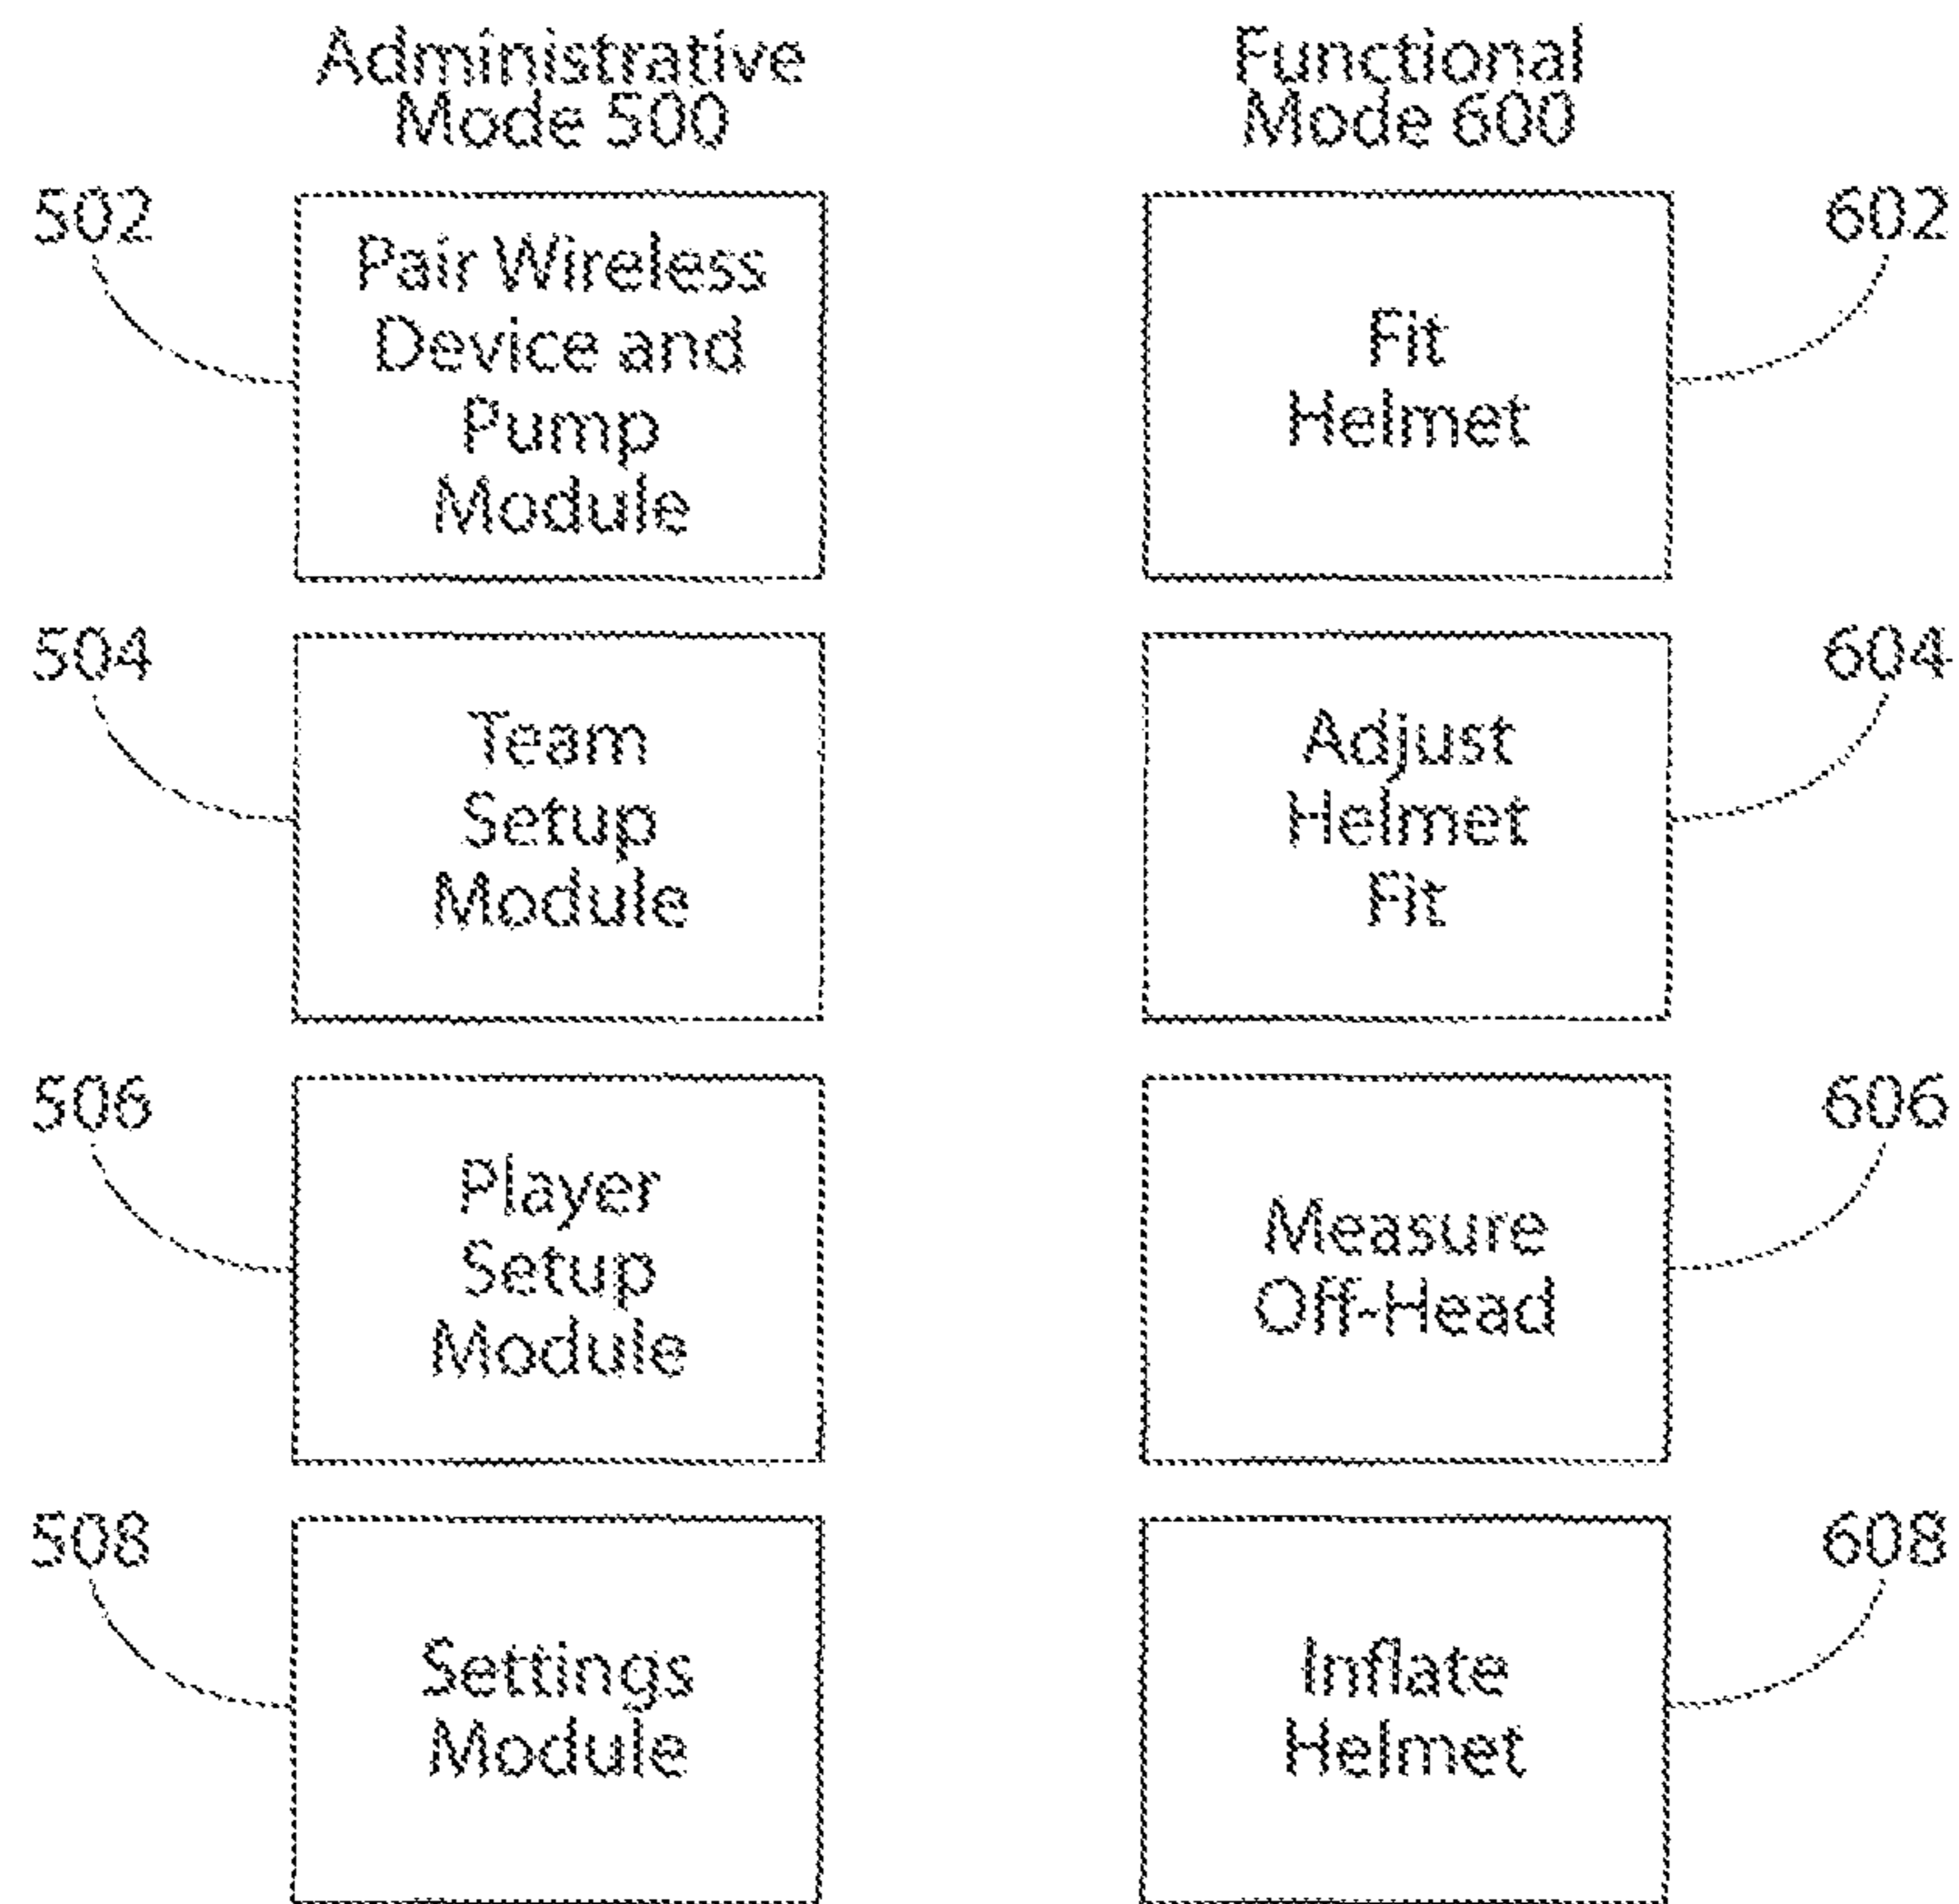 Administrative
Mode 500
502
Pair Wireless
Device and
Pump
Module
504
Team
Setup
Module
506
Player
Setup
Module
508
Settings
Module
Functional
Mode 600
602
Fit
Helmet
604
Adjust
Helmet
Fit
606
Measure
Off-Head
608
Inflate
Helmet